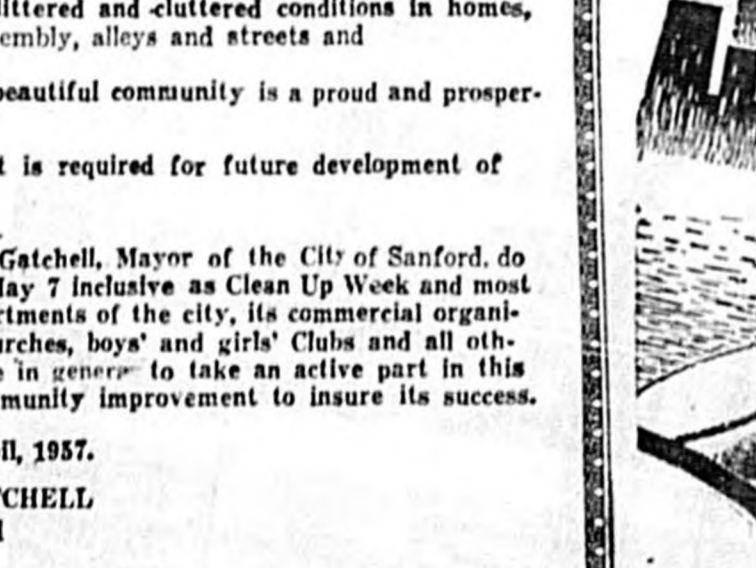 littered and cluttered conditions in homes,
embly, alleys and streets and
beautiful community is a proud and prosper-
t is required for future development of
Gatchell, Mayor of the City of Sanford, do
May 7 inclusive as Clean Up Week and most
rtments of the city, its commercial organi-
urches, boys' and girls' Clubs and all oth-
e in gener to take an active part in this
munity improvement to insure its success.
il, 1957.
TCHELL